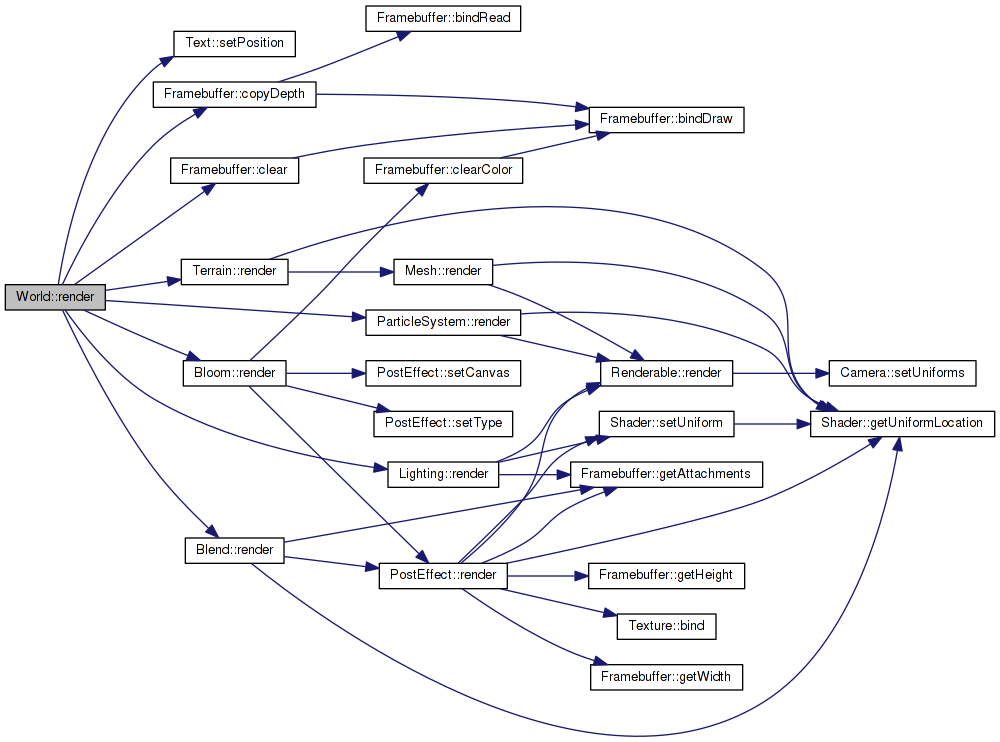 Framebuffer::bindRead
Text::setPosition
Framebuffer::copyDepth
Framebuffer::bindDraw
Framebuffer::clear
Framebuffer::clearColor
Terrain::render
Mesh::render
World::render
ParticleSystem::render
Bloom::render
PostEffect::setCanvas
Renderable::render
Camera::setUniforms
PostEffect::setType
Shader::setUniform
Shader::getUniformLocation
Lighting::render
Framebuffer::getAttachments
Blend::render
PostEffect::render
Framebuffer::getHeight
Texture::bind
Framebuffer::getWidth